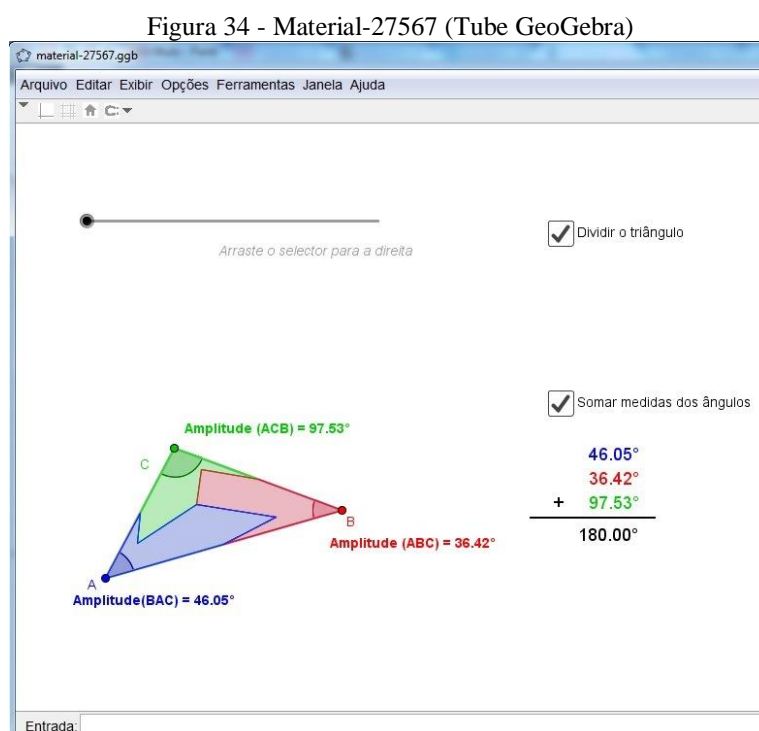 Figura 34 - Material-27567 (Tube GeoGebra)
material-27567.ggb
Arquivo Editar Exibir Opções Ferramentas Janela Ajuda
Arraste o selector para a direita
Dividir o triângulo
Somar medidas dos ângulos
Amplitude (ACB) = 97.53°
C
B
Amplitude (ABC) = 36.42°
A
Amplitude(BAC) = 46.05°
46.05°
36.42°
+ 97.53°
180.00°
Entrada: